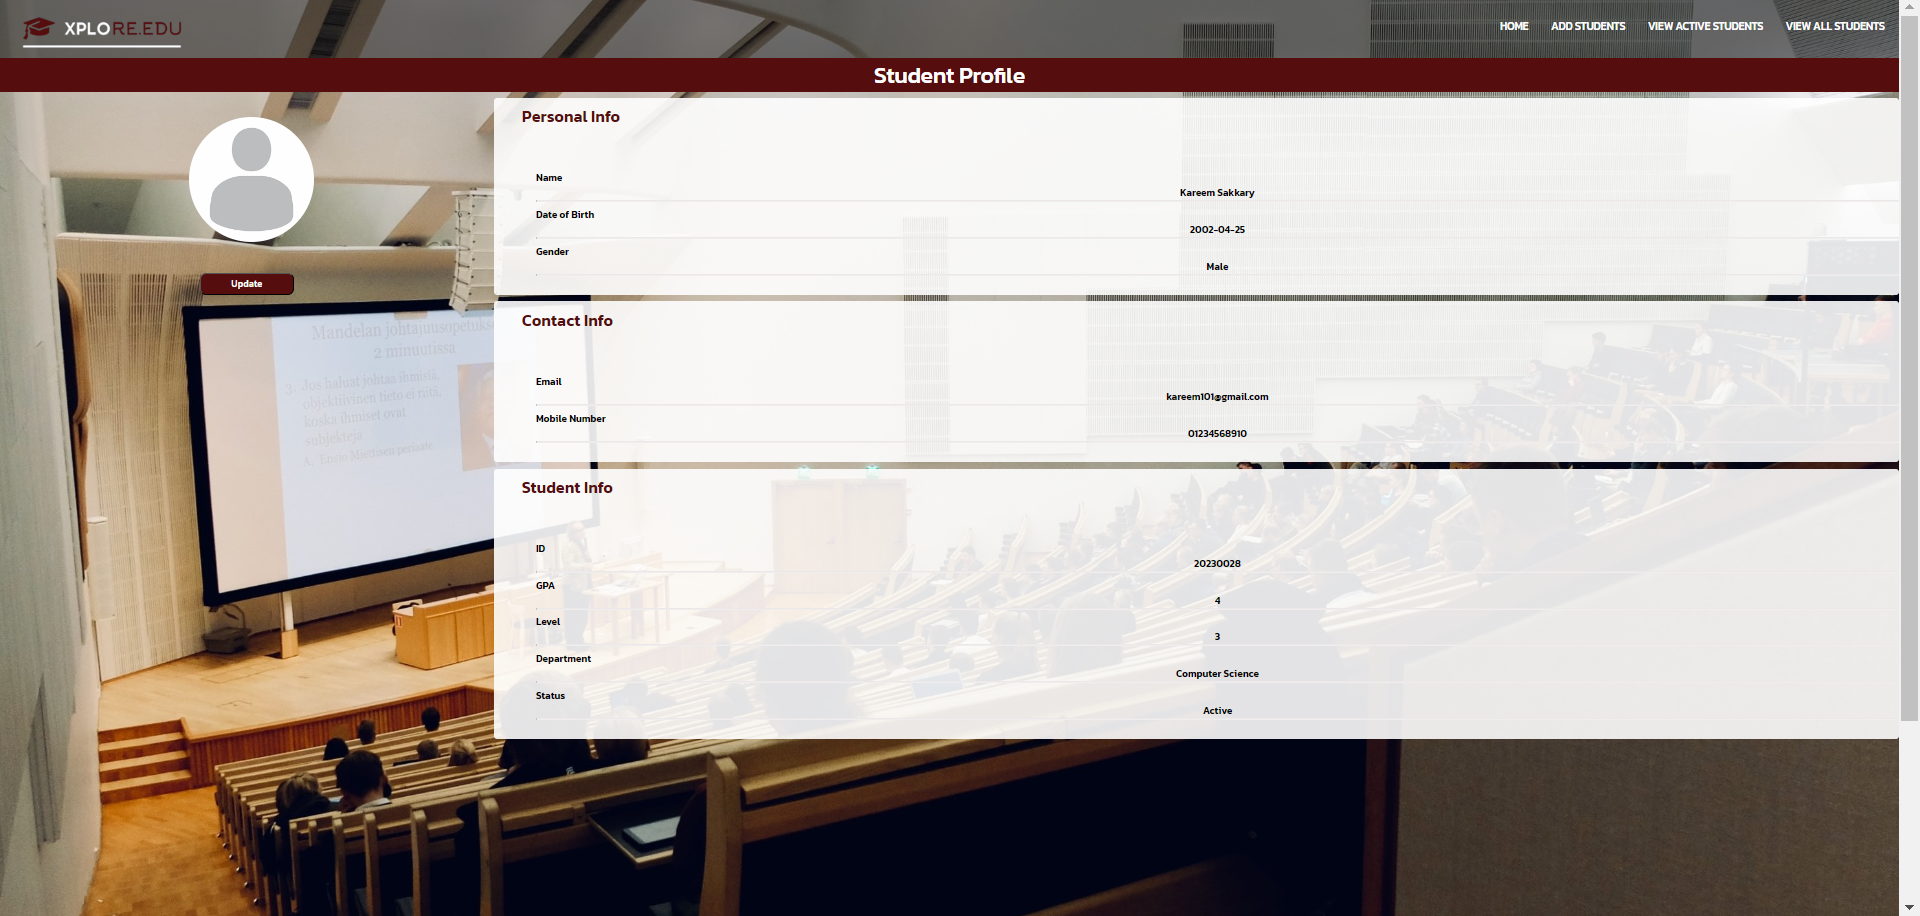 XPLORE.EDU
HOME
ADD STUDENTS
VIEW ACTIVE STUDENTS
VIEW ALL STUDENTS
Student Profile
Update
Mandelan johtajuusopetukse
2 minuutissa
3. Jos haluat johtaa ihmisiä,
objektiivinen tieto ei riitä,
koska ihmiset ovat
subjekteja
A. Ensio Miettisen periaate
Personal Info
Name
Kareem Sakkary
Date of Birth
2002-04-25
Gender
Male
Contact Info
Email
kareem101@gmail.com
Mobile Number
01234568910
Student Info
ID
20230028
GPA
4
Level
3
Department
Computer Science
Status
Active